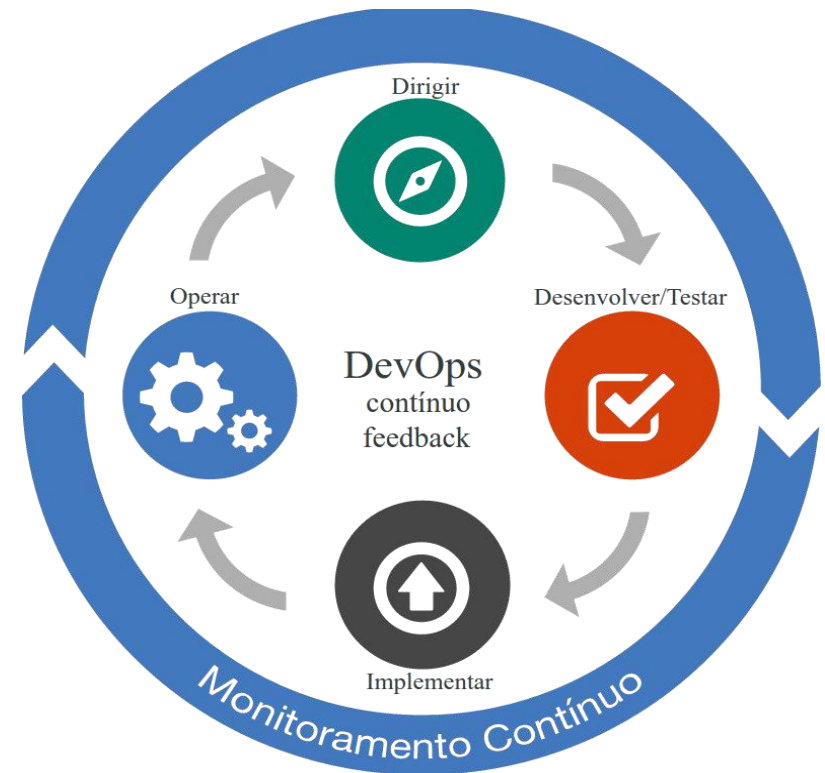 Dirigir
Operar
Desenvolver/Testar
DevOps
contínuo
feedback
Implementar
Monitoramento Contínuo